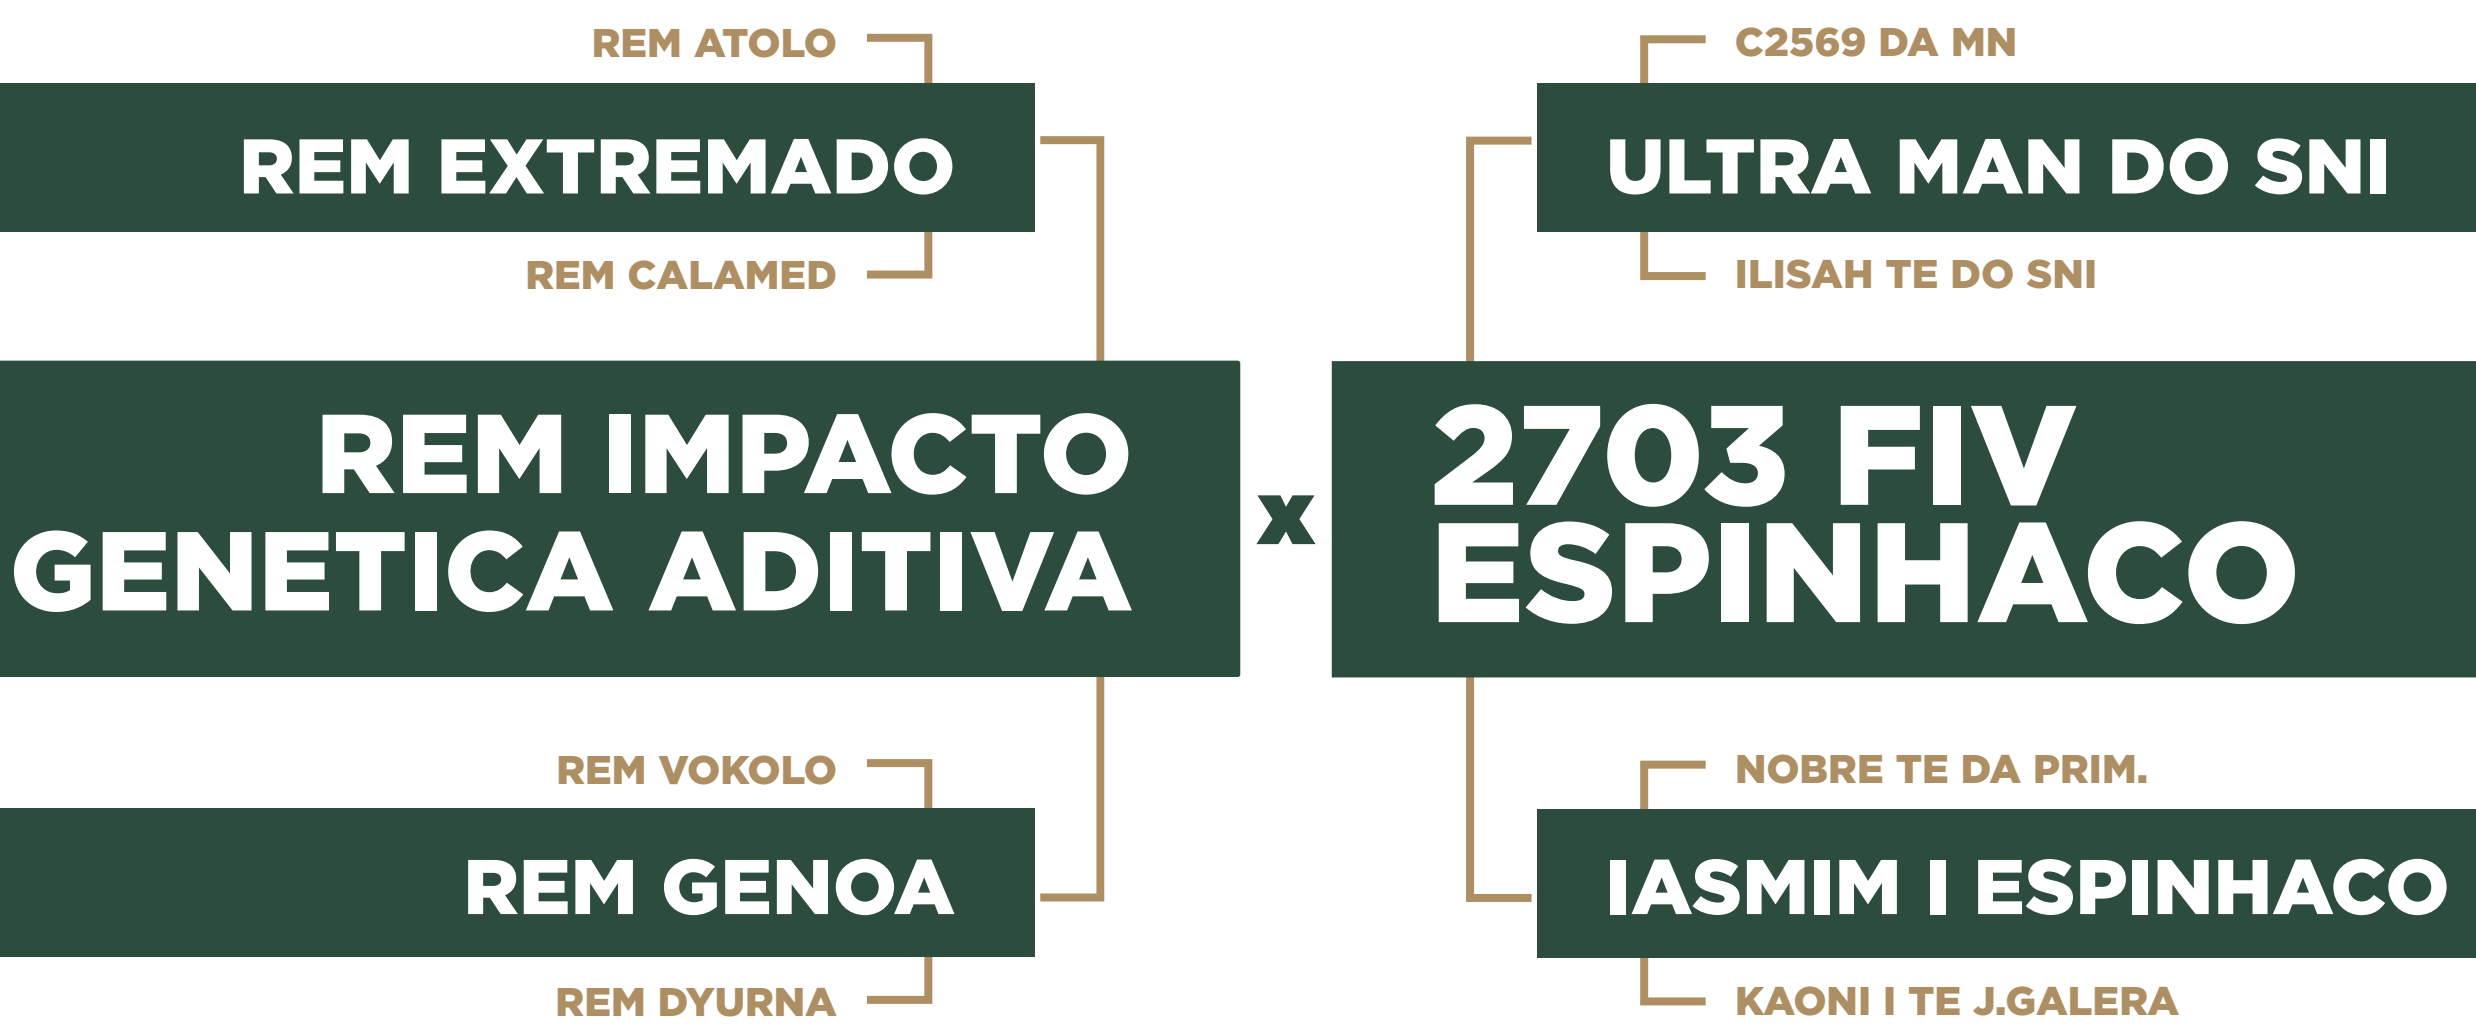 REM ATOLO
REM EXTREMADO
REM CALAMED
REM IMPACTO
GENETICA ADITIVA
REM VOKOLO
REM GENOA
REM DYURNA
x
C2569 DA MN
ULTRA MAN DO SNI
ILISAH TE DO SNI
2703 FIV
ESPINHACO
NOBRE TE DA PRIM.
IASMIM I ESPINHACO
KAONI I TE J.GALERA